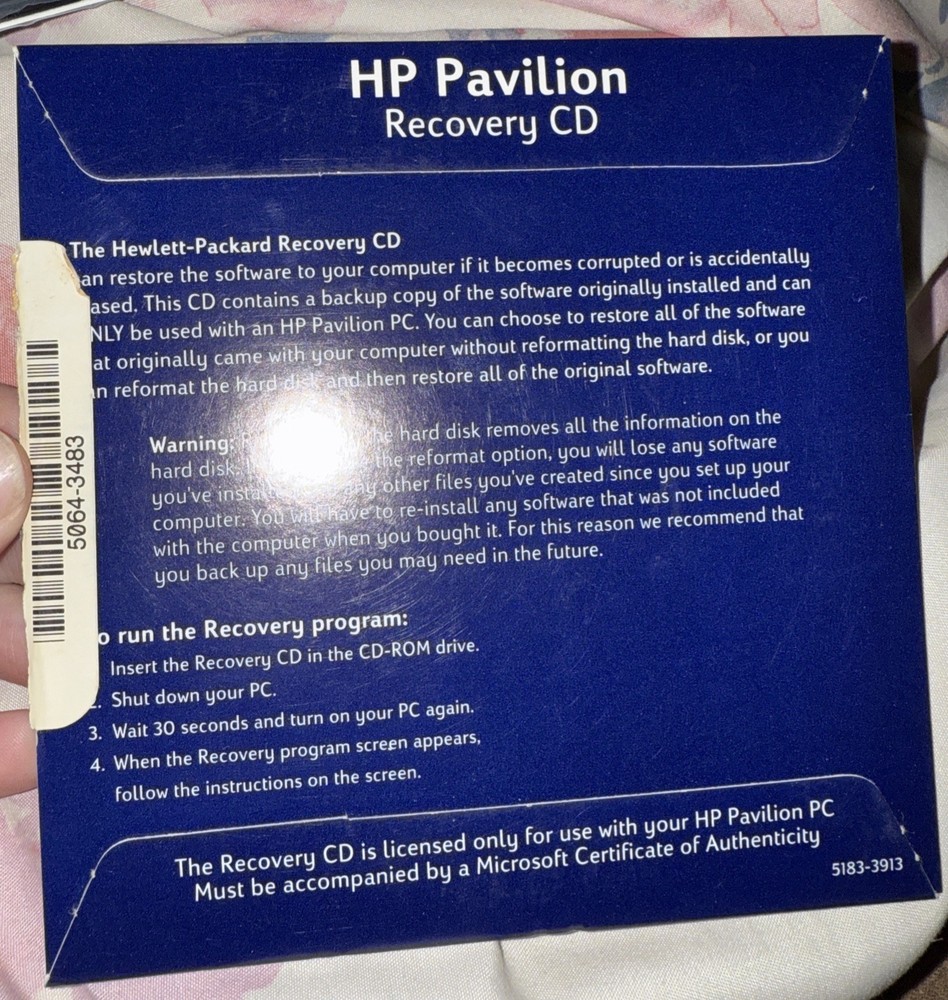 HP Pavilion
Recovery CD
The Hewlett-Packard Recovery CD
an restore the software to your computer if it becomes corrupted or is accidentally
ased. This CD contains a backup copy of the software originally installed and can
NLY be used with an HP Pavilion PC. You can choose to restore all of the software
at originally came with your computer without reformatting the hard disk, or you
n reformat the hard disk and then restore all of the original software.
Warning: hard disk removes all the information on the
hard disk. the reformat option, you will lose any software
you've other files you've created since you set up your
computer. You will have to re-install any software that was not included
with the computer when you bought it. For this reason we recommend that
you back up any files you may need in the future.
o run the Recovery program:
Insert the Recovery CD in the CD-ROM drive.
. Shut down your PC.
3. Wait 30 seconds and turn on your PC again.
4. When the Recovery program screen appears,
follow the instructions on the screen.
The Recovery CD is licensed only for use with your HP Pavilion PC
Must be accompanied by a Microsoft Certificate of Authenticity
5183-3913
5064-3483